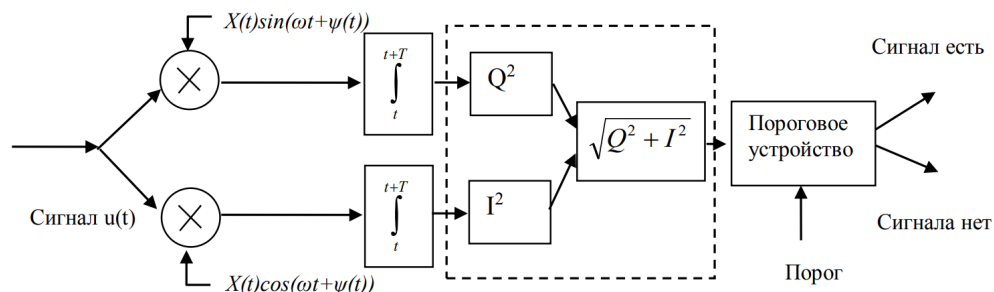 X(t)sin(ωt+ψ(t))
Сигнал есть
t+T
∫
t
Q²
√Q² + I²
Пороговое
устройство
Сигнал u(t)
t+T
∫
t
I²
Сигнала нет
Порог
X(t)cos(ωt+ψ(t))